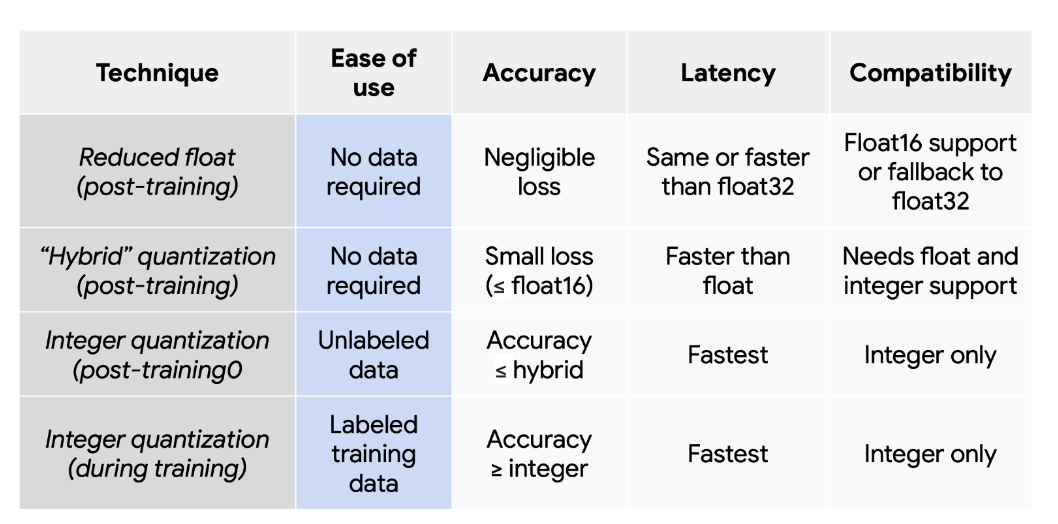 Technique
Ease of
use
Accuracy
Latency
Compatibility
Reduced float
(post-training)
No data
required
Negligible
loss
Same or faster
than float32
Float16 support
or fallback to
float32
“Hybrid” quantization
(post-training)
No data
required
Small loss
(≤ float16)
Faster than
float
Needs float and
integer support
Integer quantization
(post-training0
Unlabeled
data
Accuracy
≤ hybrid
Fastest
Integer only
Integer quantization
(during training)
Labeled
training
data
Accuracy
≥ integer
Fastest
Integer only